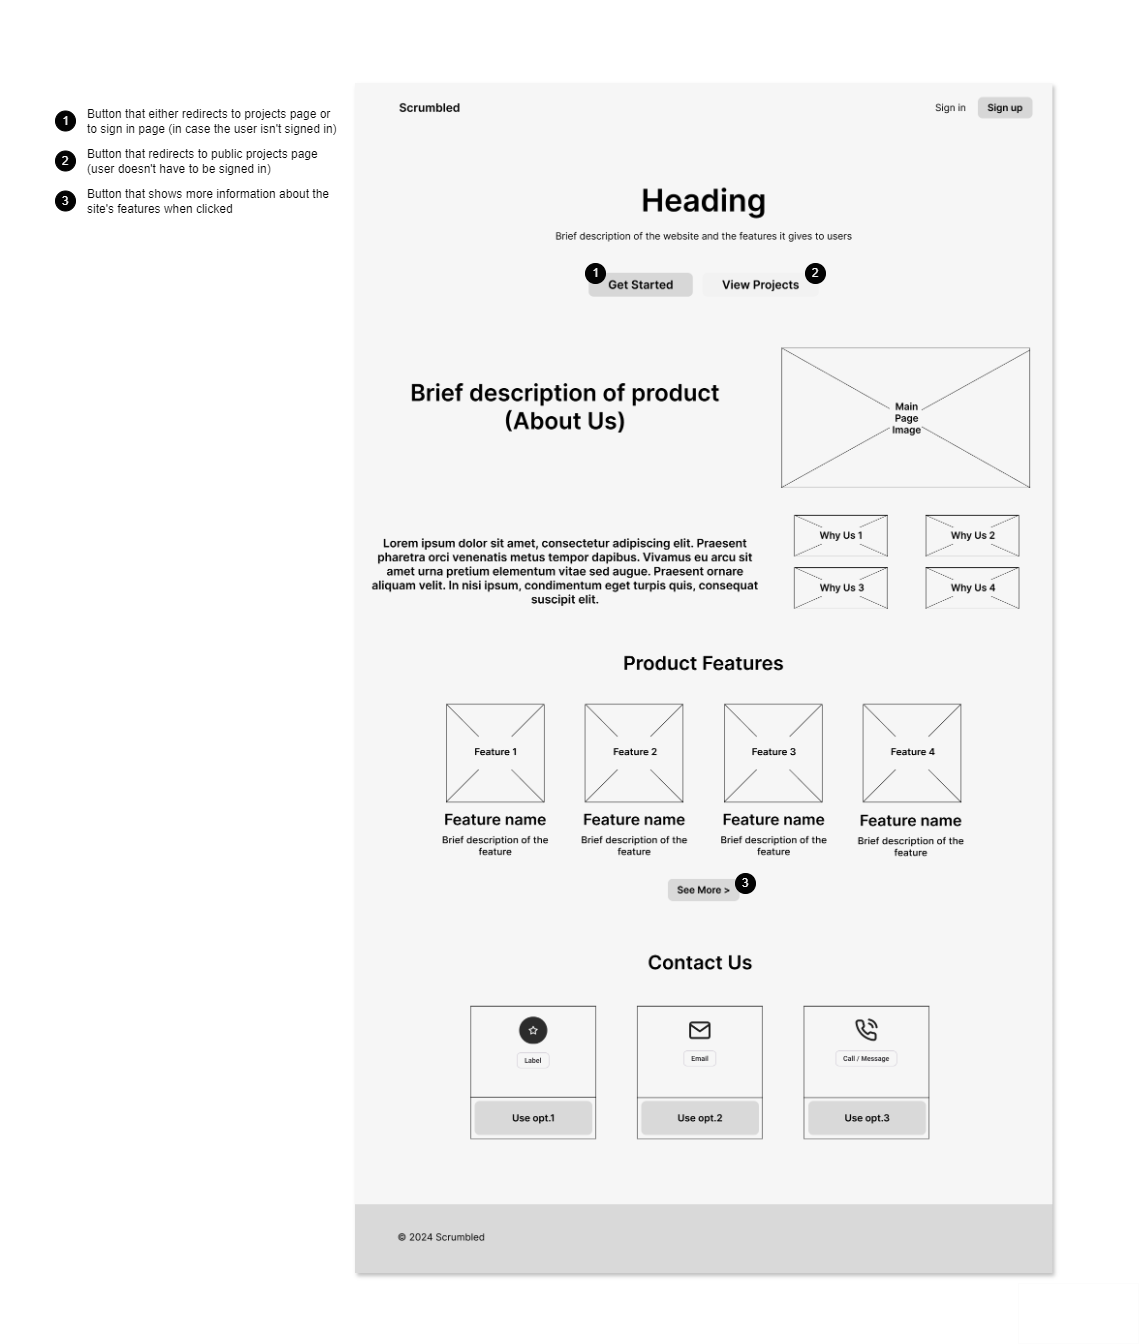 1
Button that either redirects to projects page or
to sign in page (in case the user isn't signed in)
2
Button that redirects to public projects page
(user doesn't have to be signed in)
3
Button that shows more information about the
site's features when clicked
Scrumbled
Sign in
Sign up
Heading
Brief description of the website and the features it gives to users
1
Get Started
View Projects
2
Brief description of product
(About Us)
Main
Page
Image
Lorem ipsum dolor sit amet, consectetur adipiscing elit. Praesent
pharetra orci venenatis metus tempor dapibus. Vivamus eu arcu sit
amet urna pretium elementum vitae sed augue. Praesent ornare
aliquam velit. In nisi ipsum, condimentum eget turpis quis, consequat
suscipit elit.
Why Us 1
Why Us 2
Why Us 3
Why Us 4
Product Features
Feature 1
Feature 2
Feature 3
Feature 4
Feature name
Feature name
Feature name
Feature name
Brief description of the
feature
Brief description of the
feature
Brief description of the
feature
Brief description of the
feature
See More >
3
Contact Us
Label
Email
Call / Message
Use opt.1
Use opt.2
Use opt.3
© 2024 Scrumbled